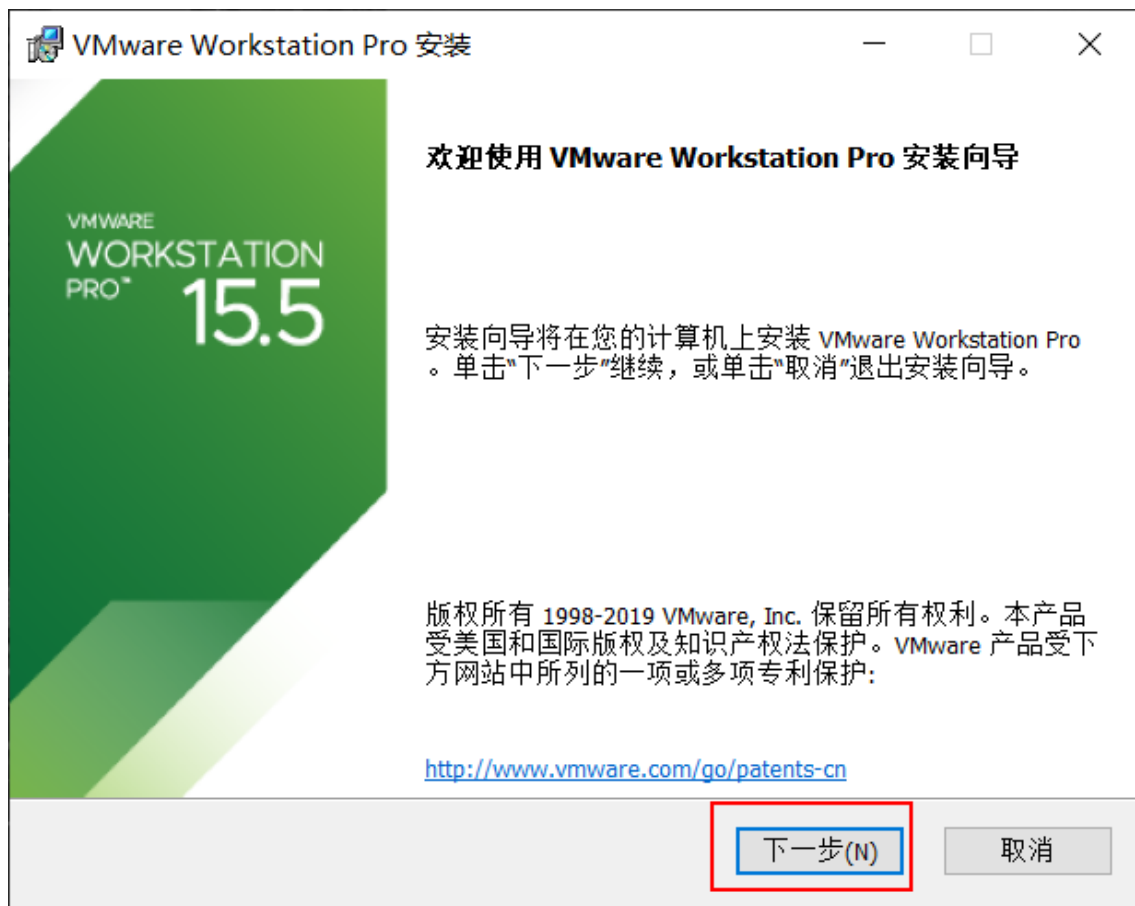 VMware Workstation Pro 安装
VMWARE
WORKSTATION
PRO™ 15.5
欢迎使用 VMware Workstation Pro 安装向导
安装向导将在您的计算机上安装 VMware Workstation Pro
。单击“下一步”继续，或单击“取消”退出安装向导。
版权所有 1998-2019 VMware, Inc. 保留所有权利。本产品
受美国和国际版权及知识产权法保护。VMware 产品受下
方网站中所列的一项或多项专利保护:
http://www.vmware.com/go/patents-cn
下一步(N) 取消